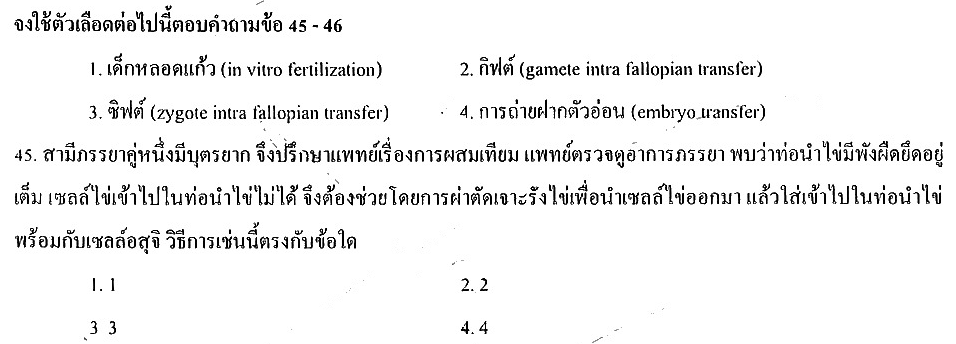 จงใช้ตัวเลือดต่อไปนี้ตอบคำถามข้อ 45 - 46
1. เด็กหลอดแก้ว (in vitro fertilization) 2. กิฟต์ (gamete intra fallopian transfer)
3. ซิฟต์ (zygote intra fallopian transfer) 4. การถ่ายฝากตัวอ่อน (embryo transfer)
45. สามีภรรยาคู่หนึ่งมีบุตรยาก จึงปรึกษาแพทย์เรื่องการผสมเทียม แพทย์ตรวจดูอาการภรรยา พบว่าท่อนำไข่มีพังผืดยึดอยู่
เต็ม เซลล์ไข่เข้าไปในท่อนำไข่ไม่ได้ จึงต้องช่วยโดยการผ่าตัดเจาะรังไข่เพื่อนำเซลล์ไข่ออกมา แล้วใส่เข้าไปในท่อนำไข่
พร้อมกับเซลล์อสุจิ วิธีการเช่นนี้ตรงกับข้อใด
1. 1 2. 2
3 3 4. 4